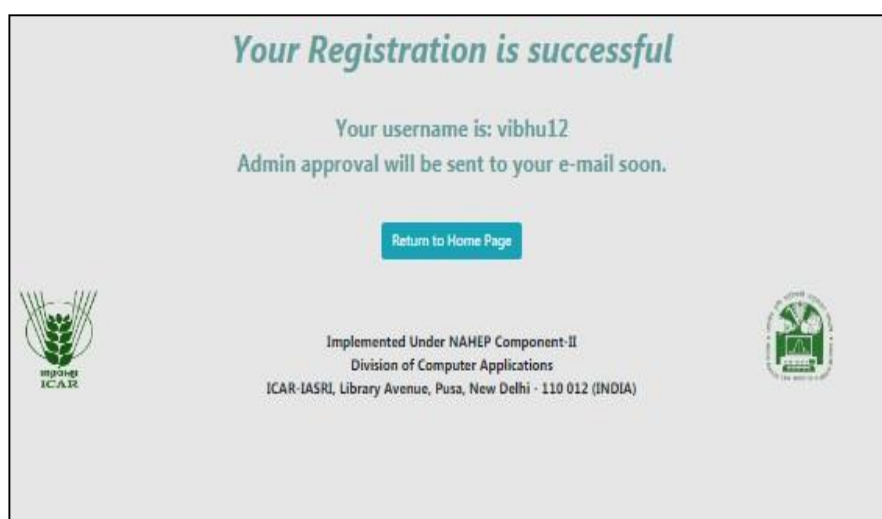 Your Registration is successful
Your username is: vibhu12
Admin approval will be sent to your e-mail soon.
Return to Home Page
भाकृअनुप
ICAR
Implemented Under NAHEP Component-II
Division of Computer Applications
ICAR-IASRI, Library Avenue, Pusa, New Delhi - 110 012 (INDIA)